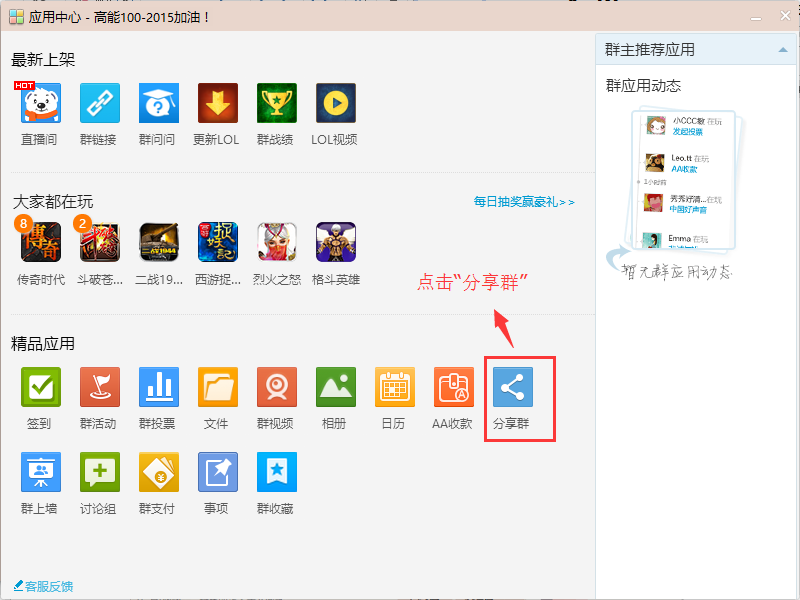 应用中心 - 高能100-2015加油！
最新上架
HOT
直播间 群链接 群问问 更新LOL 群战绩 LOL视频
大家都在玩 每日抽奖赢豪礼>>
8 2
传奇时代 斗破苍... 二战19... 西游捉... 烈火之怒 格斗英雄
点击“分享群”
精品应用
签到 群活动 群投票 文件 群视频 相册 日历 AA收款 分享群
群上墙 讨论组 群支付 事项 群收藏
客服反馈
群主推荐应用
群应用动态
小CCC敏 在玩
发起投票
Leo.tt 在玩
AA收款
1小时前
秀秀好滴...在玩
中国好声音
Emma 在玩
暂无群应用动态